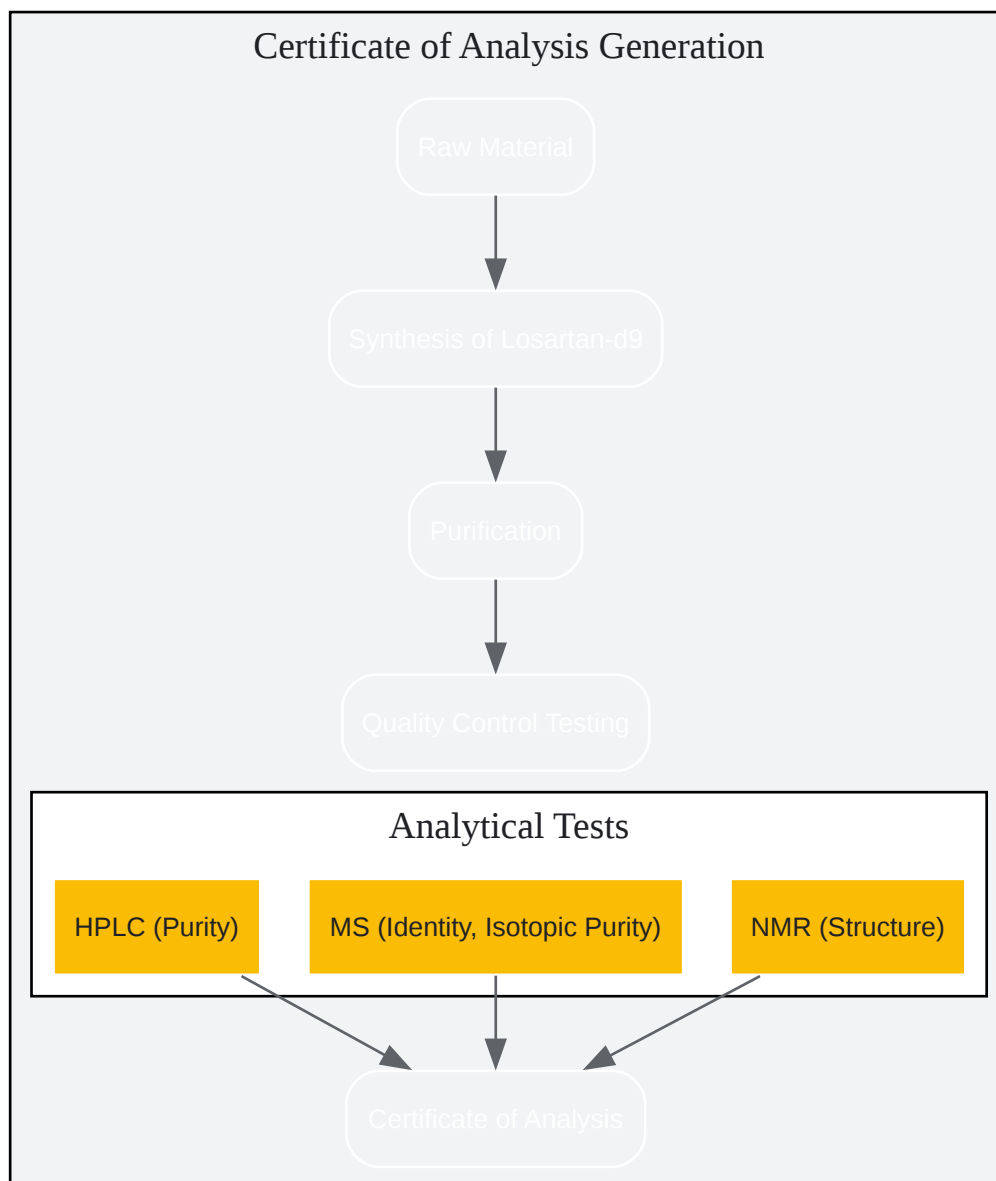 Certificate of Analysis Generation
Raw Material
Synthesis of Losartan-d9
Purification
Quality Control Testing
Analytical Tests
HPLC (Purity)
MS (Identity, Isotopic Purity)
NMR (Structure)
Certificate of Analysis